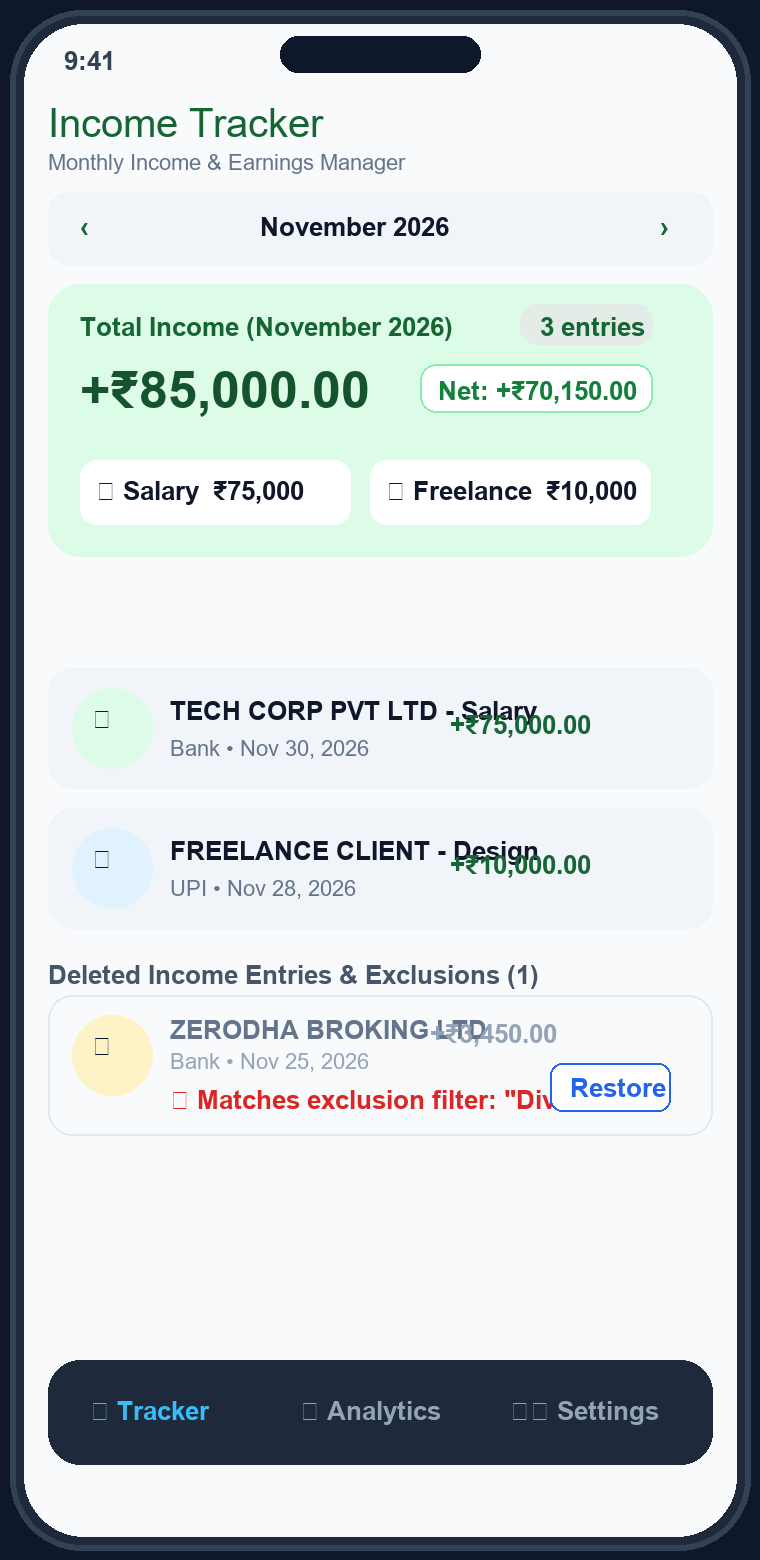 9:41
Income Tracker
Monthly Income & Earnings Manager
‹ November 2026 ›
Total Income (November 2026) 3 entries
+₹85,000.00 Net: +₹70,150.00
Salary ₹75,000 Freelance ₹10,000
TECH CORP PVT LTD - Salary
+₹75,000.00
Bank • Nov 30, 2026
FREELANCE CLIENT - Design
+₹10,000.00
UPI • Nov 28, 2026
Deleted Income Entries & Exclusions (1)
ZERODHA BROKING LTD
+₹3,450.00
Bank • Nov 25, 2026
Matches exclusion filter: "Div
Restore
Tracker Analytics Settings